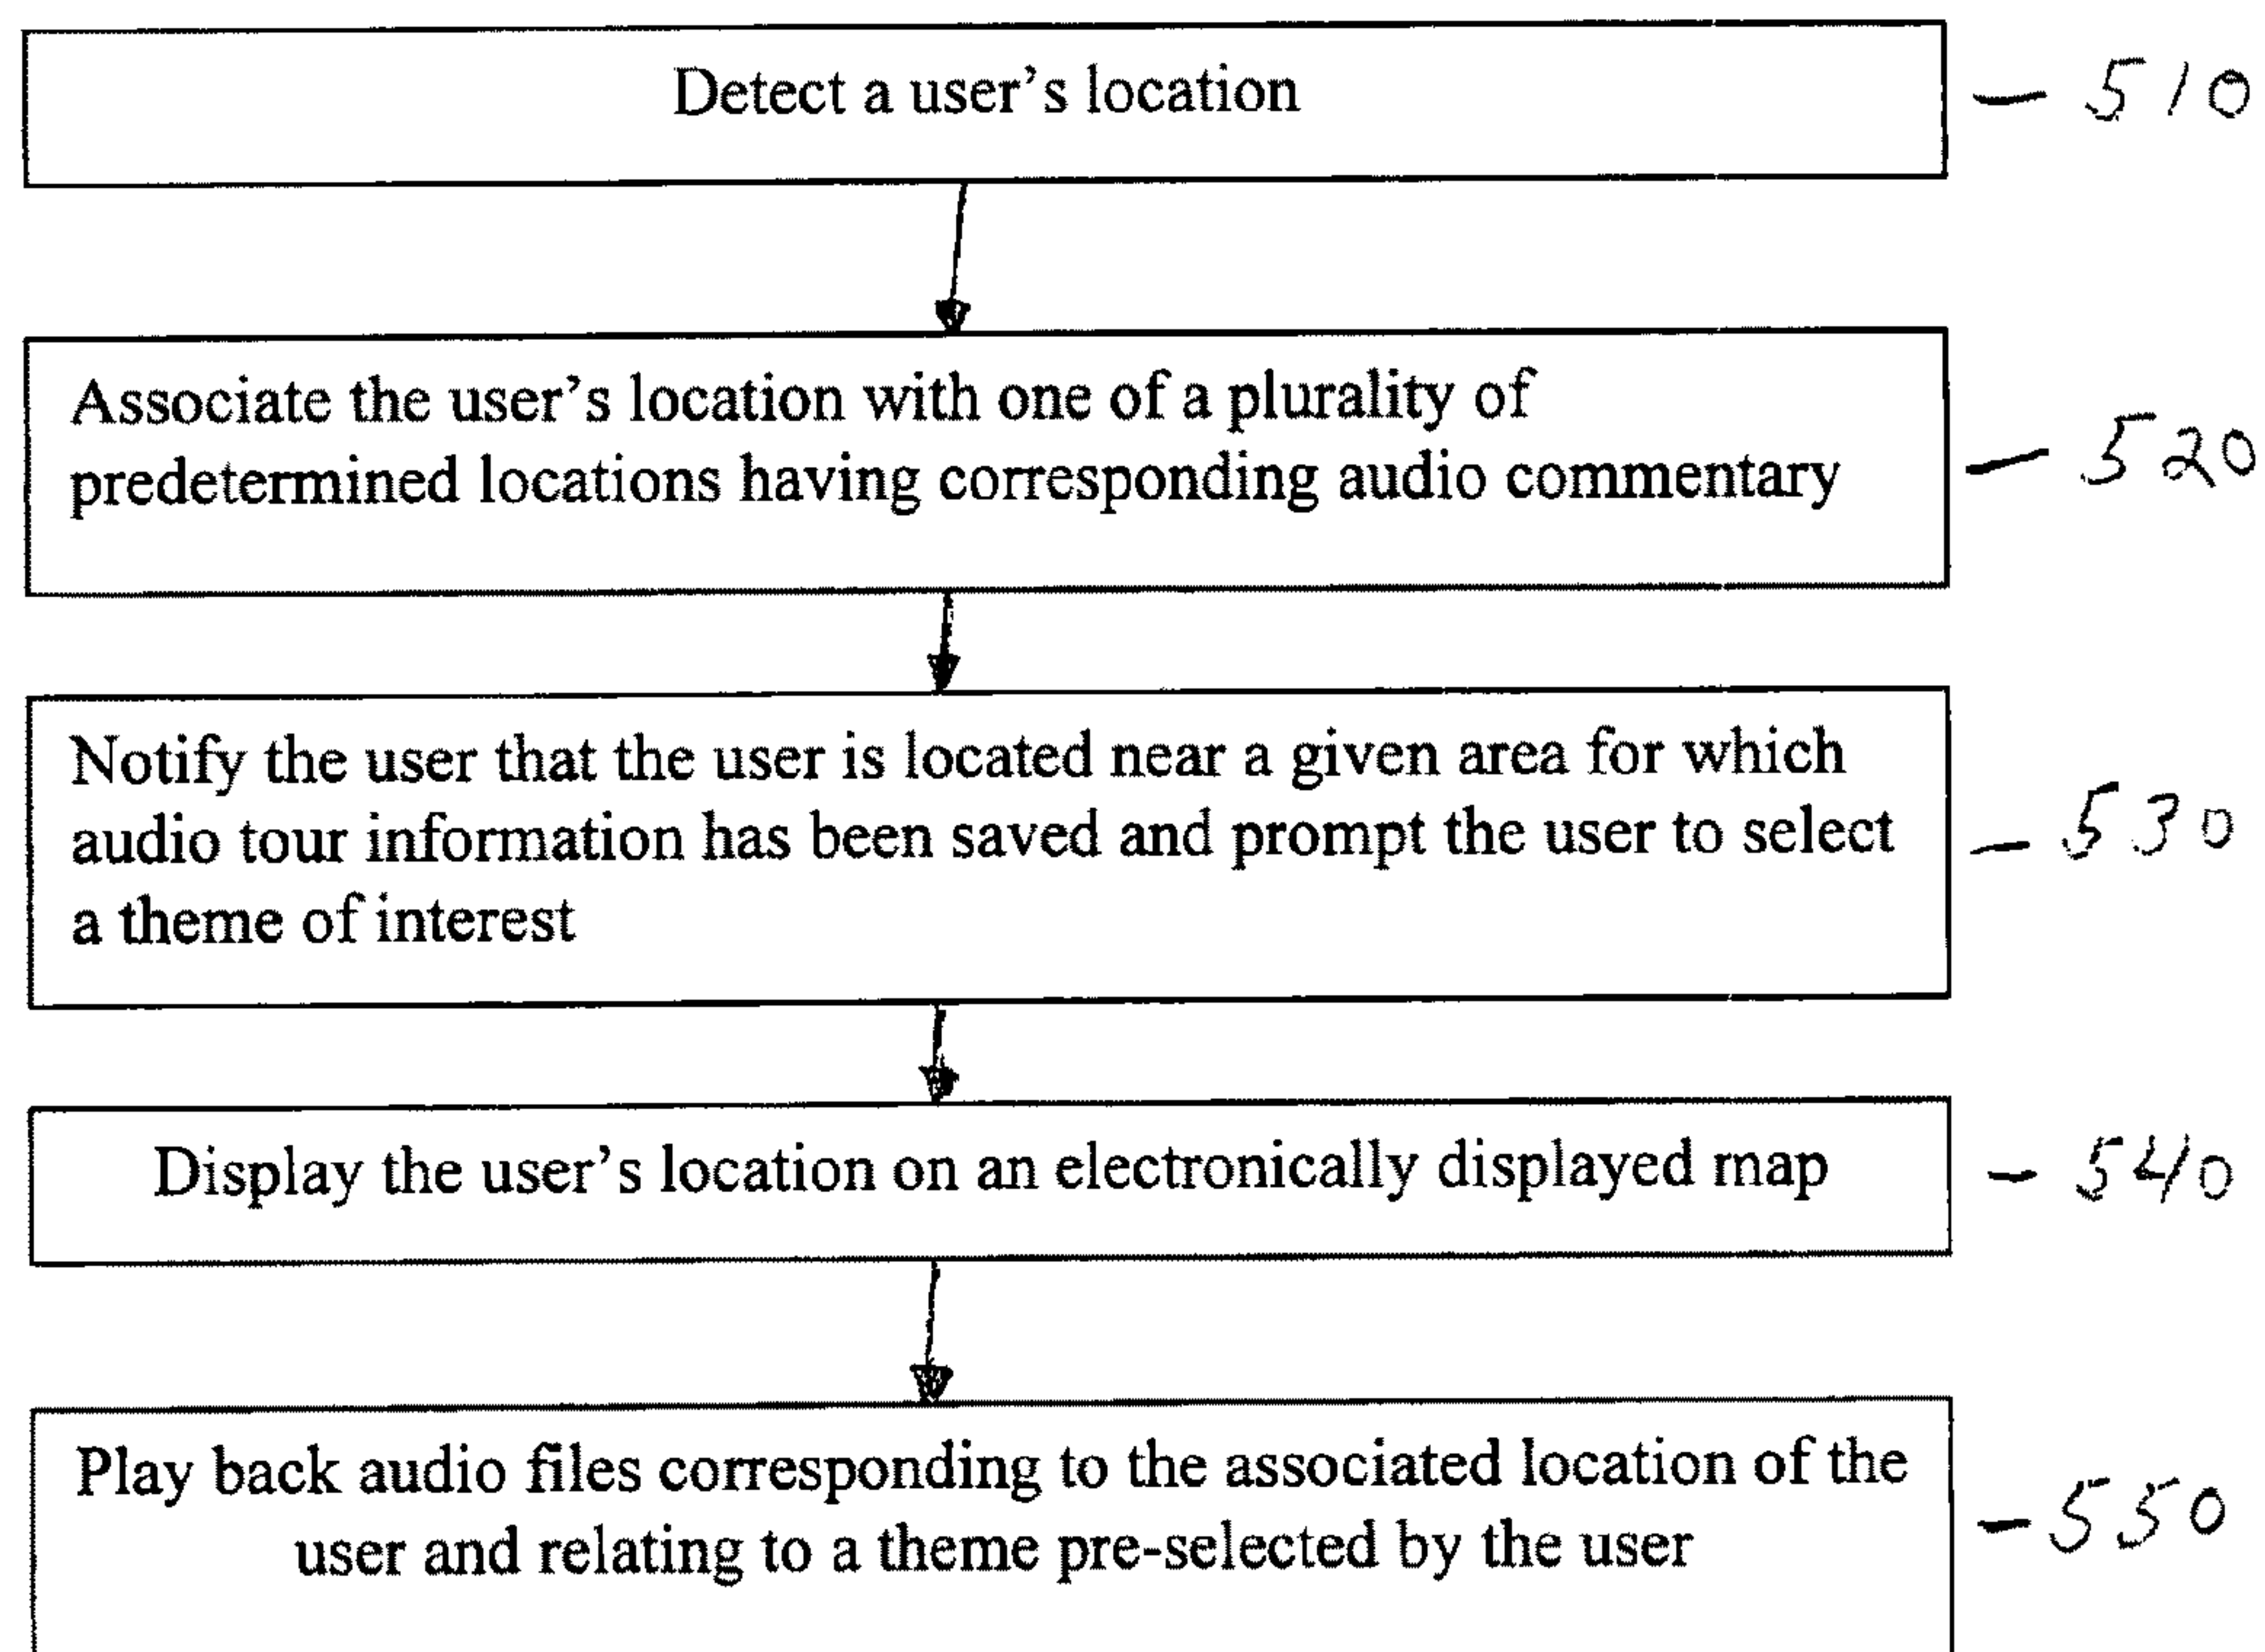 Detect a user’s location
– 510
Associate the user’s location with one of a plurality of
predetermined locations having corresponding audio commentary
– 520
Notify the user that the user is located near a given area for which
audio tour information has been saved and prompt the user to select
a theme of interest
– 530
Display the user’s location on an electronically displayed map
– 540
Play back audio files corresponding to the associated location of the
user and relating to a theme pre-selected by the user
– 550